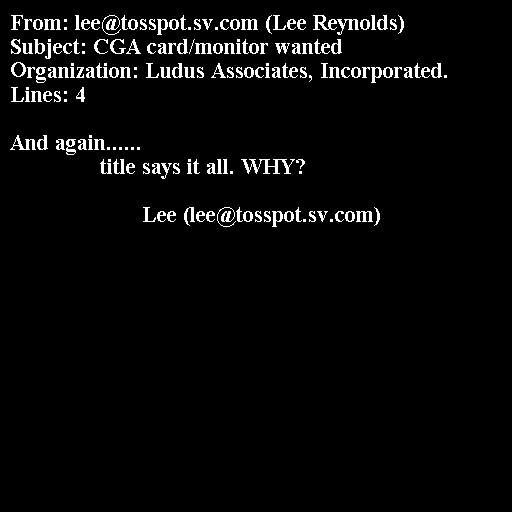 From: lee@tosspot.sv.com (Lee Reynolds)
Subject: CGA card/monitor wanted
Organization: Ludus Associates, Incorporated.
Lines: 4

And again......
title says it all. WHY?

Lee (lee@tosspot.sv.com)